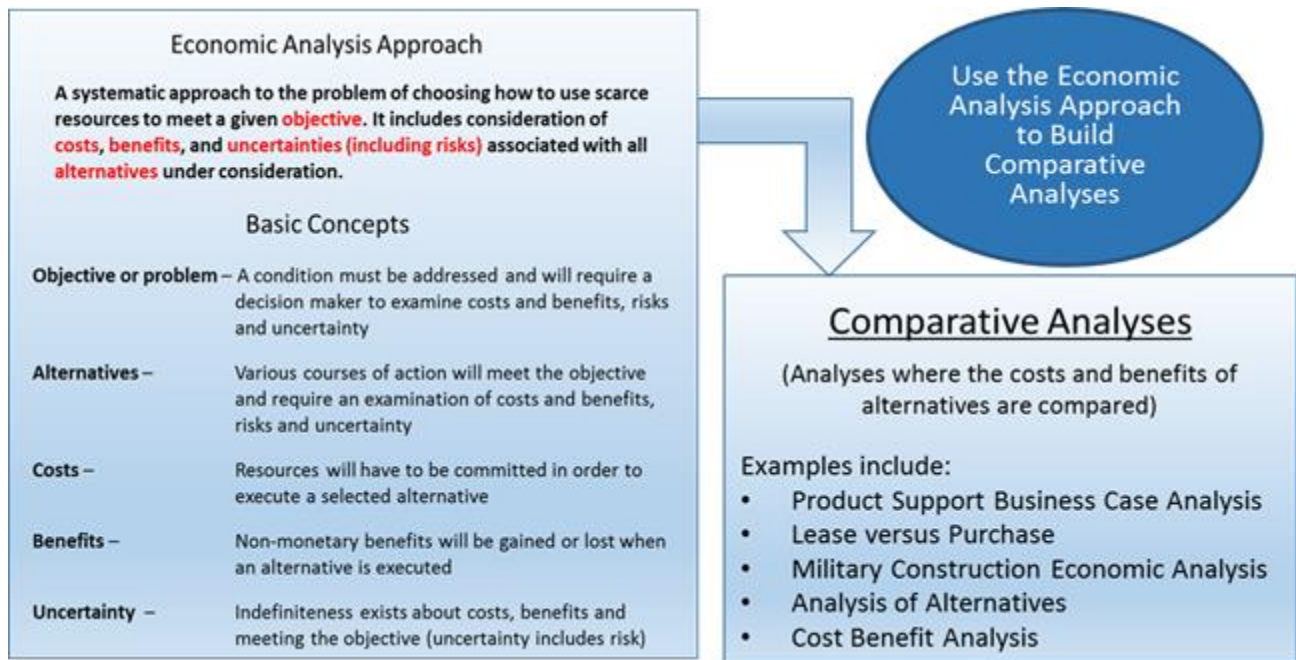 Economic Analysis Approach
A systematic approach to the problem of choosing how to use scarce
resources to meet a given objective. It includes consideration of
costs, benefits, and uncertainties (including risks) associated with all
alternatives under consideration.
Basic Concepts
Objective or problem – A condition must be addressed and will require a
decision maker to examine costs and benefits, risks
and uncertainty
Alternatives – Various courses of action will meet the objective
and require an examination of costs and benefits,
risks and uncertainty
Costs – Resources will have to be committed in order to
execute a selected alternative
Benefits – Non-monetary benefits will be gained or lost when
an alternative is executed
Uncertainty – Indefiniteness exists about costs, benefits and
meeting the objective (uncertainty includes risk)
Use the Economic
Analysis Approach
to Build
Comparative
Analyses
Comparative Analyses
(Analyses where the costs and benefits of
alternatives are compared)
Examples include:
• Product Support Business Case Analysis
• Lease versus Purchase
• Military Construction Economic Analysis
• Analysis of Alternatives
• Cost Benefit Analysis